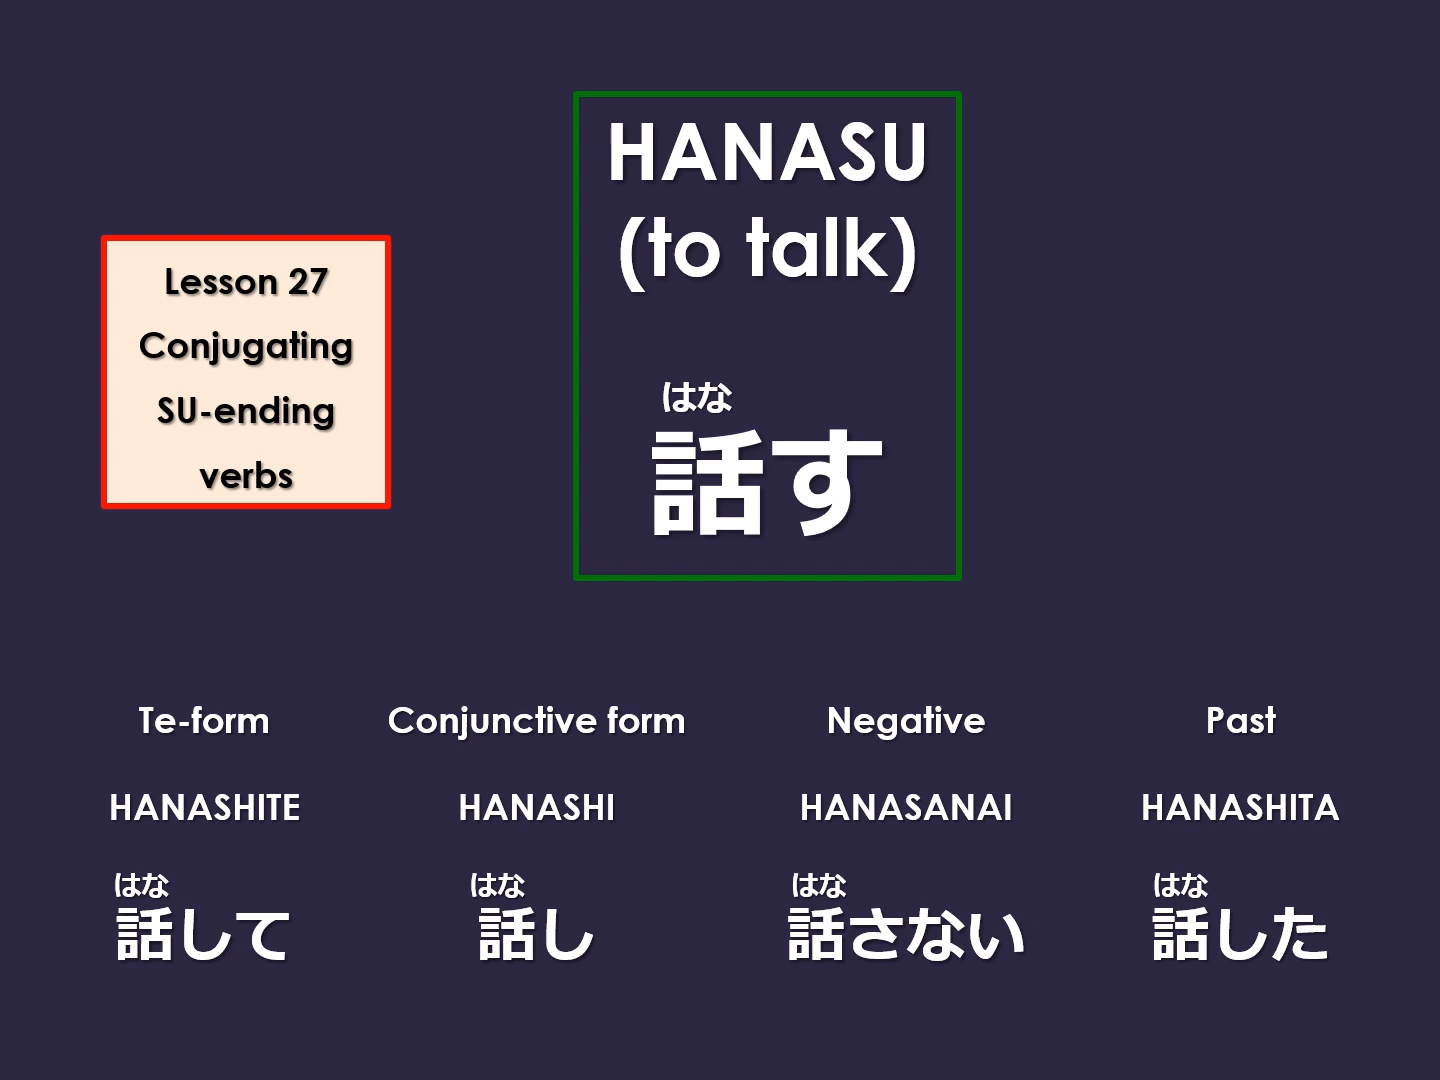 Lesson 27
Conjugating
SU-ending
verbs
HANASU
(to talk)
はな
話す
Te-form
HANASHITE
はな
話して
Conjunctive form
HANASHI
はな
話し
Negative
HANASANAI
はな
話さない
Past
HANASHITA
はな
話した